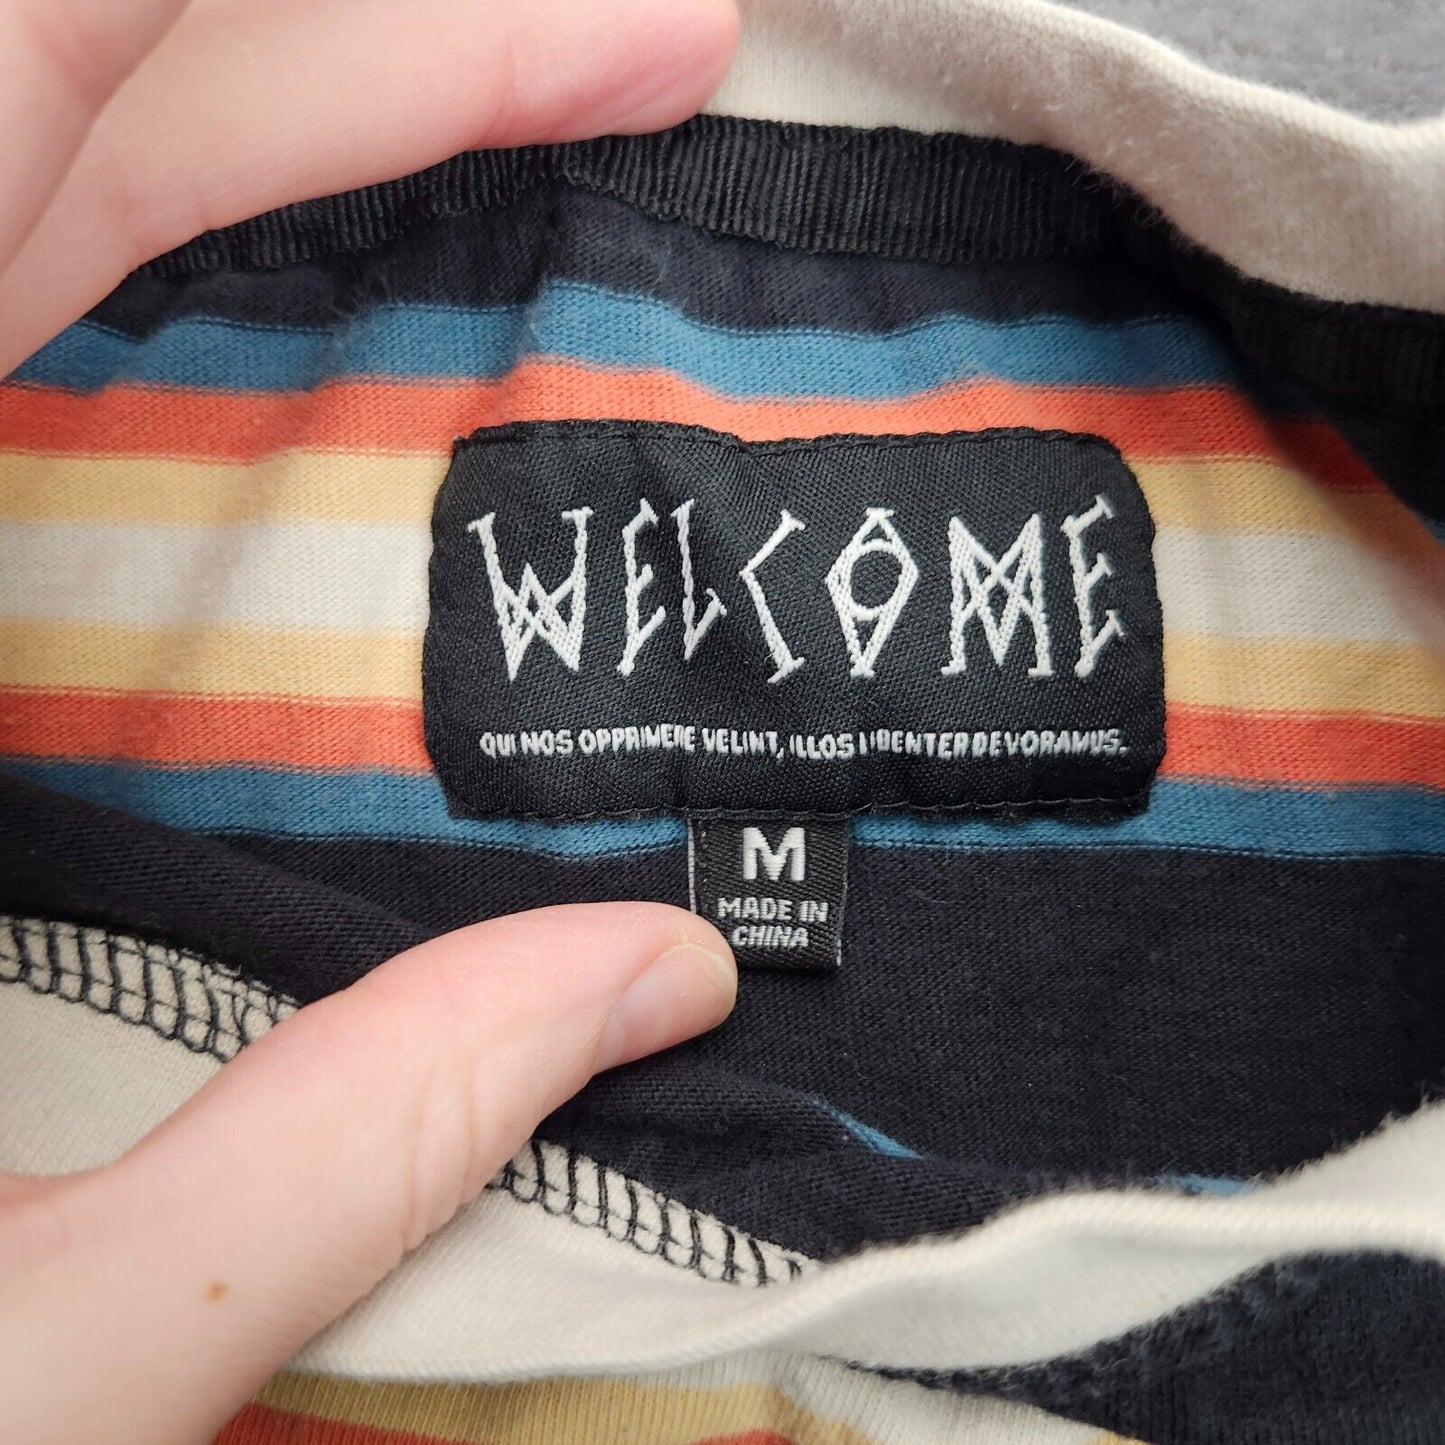 WELCOME
QUI NOS OPPRIMERE VELINT, ILLOS LIBENTER DEVORAMUS.
M
MADE IN
CHINA